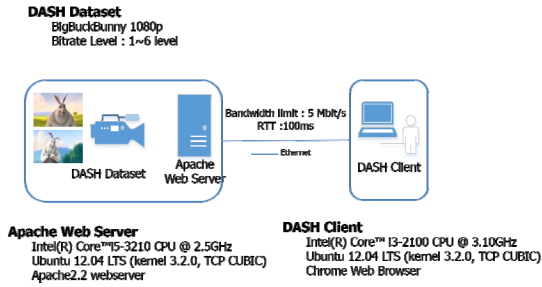 DASH Dataset
BigBuckBunny 1080p
Bitrate Level : 1~6 level
Bandwidth limit : 5 Mbit/s
RTT :100ms
Ethernet
DASH Dataset
Apache
Web Server
DASH Client
Apache Web Server
Intel(R) Core™I5-3210 CPU @ 2.5GHz
Ubuntu 12.04 LTS (kernel 3.2.0, TCP CUBIC)
Apache2.2 webserver
DASH Client
Intel(R) Core™ I3-2100 CPU @ 3.10GHz
Ubuntu 12.04 LTS (kernel 3.2.0, TCP CUBIC)
Chrome Web Browser